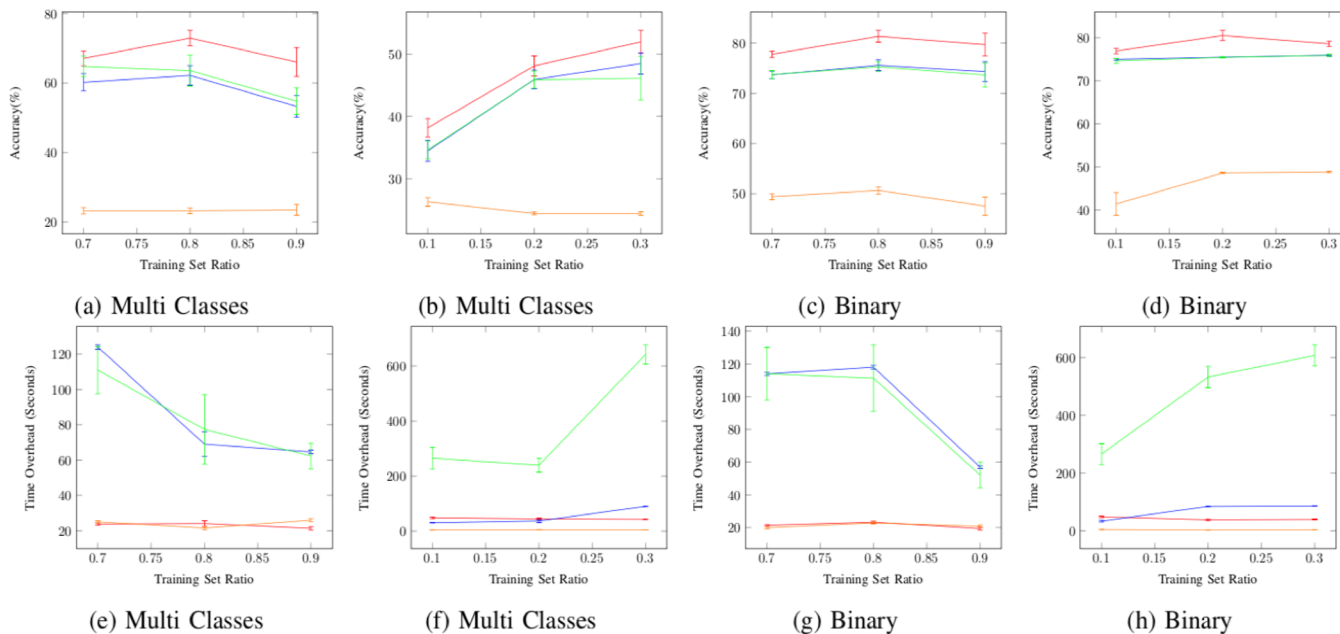 80
60
40
20
Accuracy(%)
0.7 0.75 0.8 0.85 0.9
Training Set Ratio
(a) Multi Classes
50
40
30
Accuracy(%)
0.1 0.15 0.2 0.25 0.3
Training Set Ratio
(b) Multi Classes
80
70
60
50
Accuracy(%)
0.7 0.75 0.8 0.85 0.9
Training Set Ratio
(c) Binary
80
70
60
50
40
Accuracy(%)
0.1 0.15 0.2 0.25 0.3
Training Set Ratio
(d) Binary
120
100
80
60
40
20
Time Overhead (Seconds)
0.7 0.75 0.8 0.85 0.9
Training Set Ratio
(e) Multi Classes
600
400
200
0
Time Overhead (Seconds)
0.1 0.15 0.2 0.25 0.3
Training Set Ratio
(f) Multi Classes
140
120
100
80
60
40
20
Time Overhead (Seconds)
0.7 0.75 0.8 0.85 0.9
Training Set Ratio
(g) Binary
600
400
200
0
Time Overhead (Seconds)
0.1 0.15 0.2 0.25 0.3
Training Set Ratio
(h) Binary